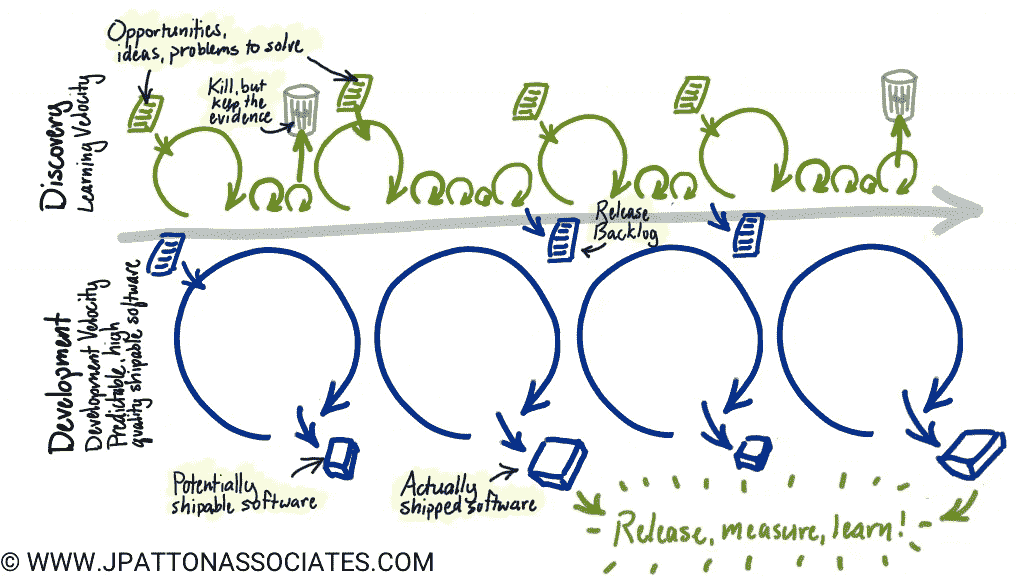 Opportunities,
ideas, problems to solve
Kill, but
keep the
evidence
Discovery
Learning Velocity
Release
Backlog
Development
Development Velocity
Predictable, high
quality shipable software
Potentially
shipable software
Actually
shipped software
Release, measure, learn!
© WWW.JPATTONASSOCIATES.COM